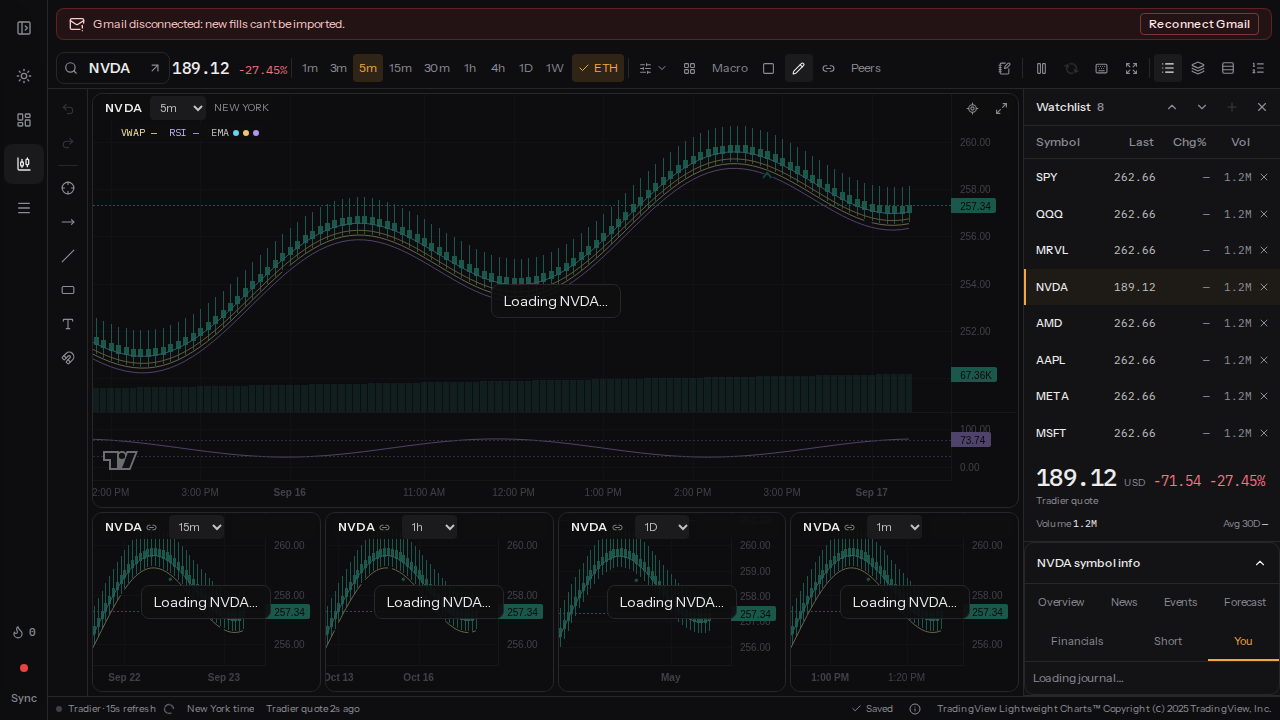 Gmail disconnected: new fills can't be imported.
Reconnect Gmail
NVDA 189.12 -27.45% 1m 3m 5m 15m 30m 1h 4h 1D 1W ETH Macro Peers
NVDA 5m NEW YORK
VWAP — RSI — EMA
260.00
258.00
257.34
256.00
254.00
252.00
67.36K
100.00
73.74
0.00
Loading NVDA...
2:00 PM 3:00 PM Sep 16 11:00 AM 12:00 PM 1:00 PM 2:00 PM 3:00 PM Sep 17
NVDA 15m
260.00
258.00
257.34
256.00
Loading NVDA...
Sep 22 Sep 23
NVDA 1h
260.00
258.00
257.34
256.00
Loading NVDA...
Oct 13 Oct 16
NVDA 1D
260.00
259.00
258.00
257.34
257.00
256.00
Loading NVDA...
May
NVDA 1m
260.00
258.00
257.34
256.00
Loading NVDA...
1:00 PM 1:20 PM
Watchlist 8
Symbol Last Chg% Vol
SPY 262.66 — 1.2M
QQQ 262.66 — 1.2M
MRVL 262.66 — 1.2M
NVDA 189.12 — 1.2M
AMD 262.66 — 1.2M
AAPL 262.66 — 1.2M
META 262.66 — 1.2M
MSFT 262.66 — 1.2M
189.12 USD -71.54 -27.45%
Tradier quote
Volume 1.2M Avg 30D —
NVDA symbol info
Overview News Events Forecast
Financials Short You
Loading journal...
0
Sync
Tradier · 15s refresh New York time Tradier quote 2s ago Saved TradingView Lightweight Charts™ Copyright (c) 2025 TradingView, Inc.